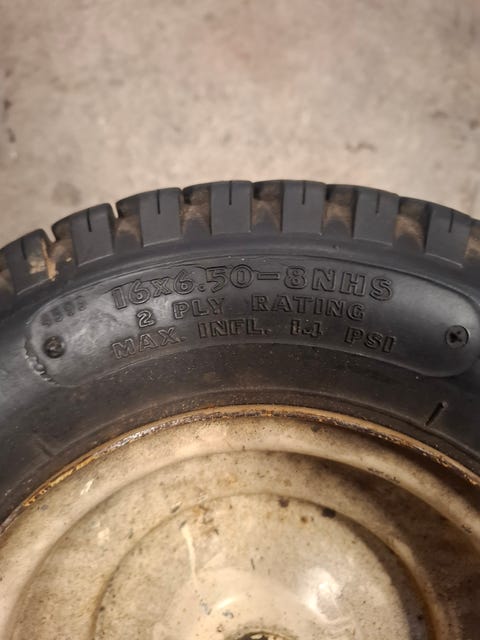 16x6.50-8NHS
2 PLY RATING
MAX. INFL. 14 PSI